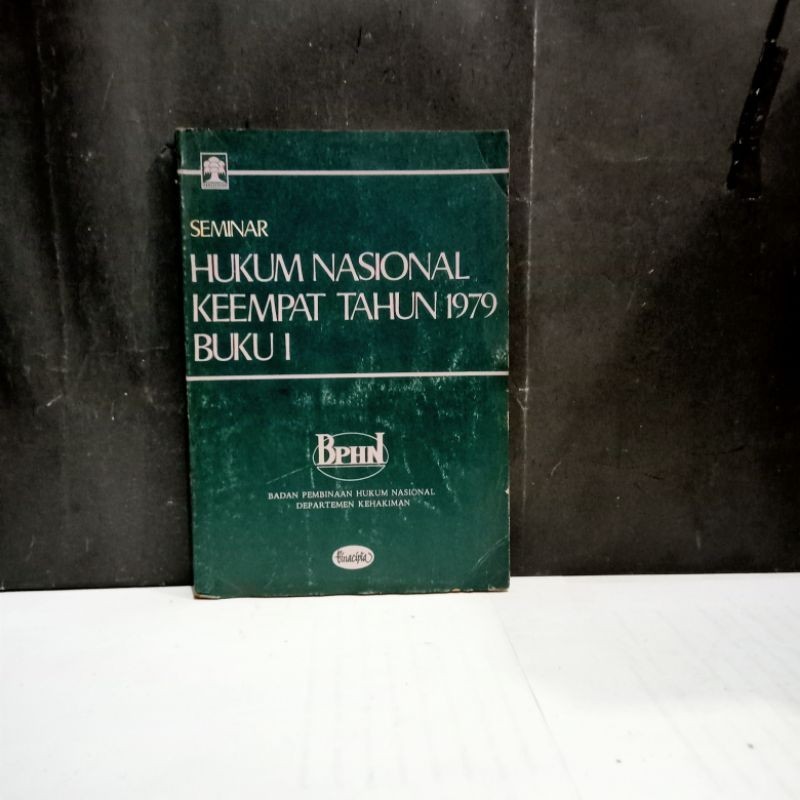 SEMINAR
HUKUM NASIONAL
KEEMPAT TAHUN 1979
BUKU I
BPHN
BADAN PEMBINAAN HUKUM NASIONAL
DEPARTEMEN KEHAKIMAN
Binacipta